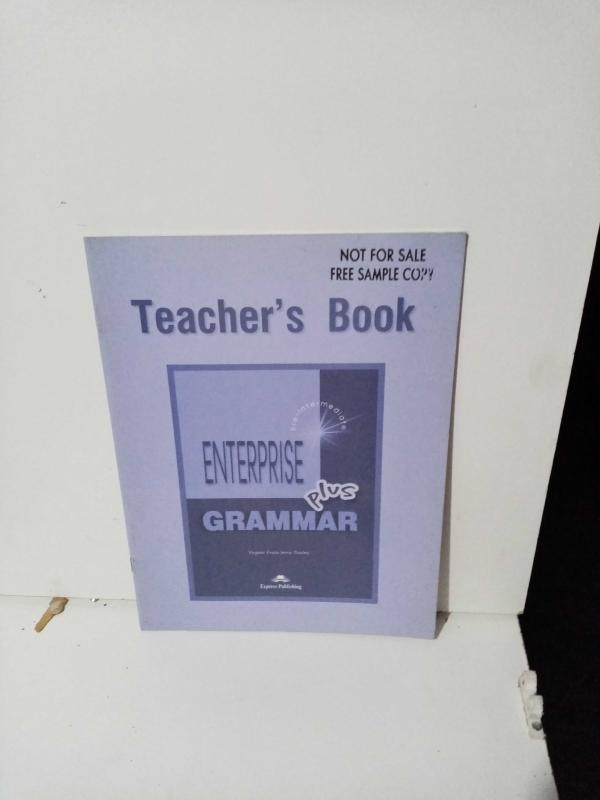 NOT FOR SALE
FREE SAMPLE COPY
Teacher's Book
Pre-Intermediate
ENTERPRISE
plus
GRAMMAR
Virginia Evans-Jenny Dooley
Express Publishing